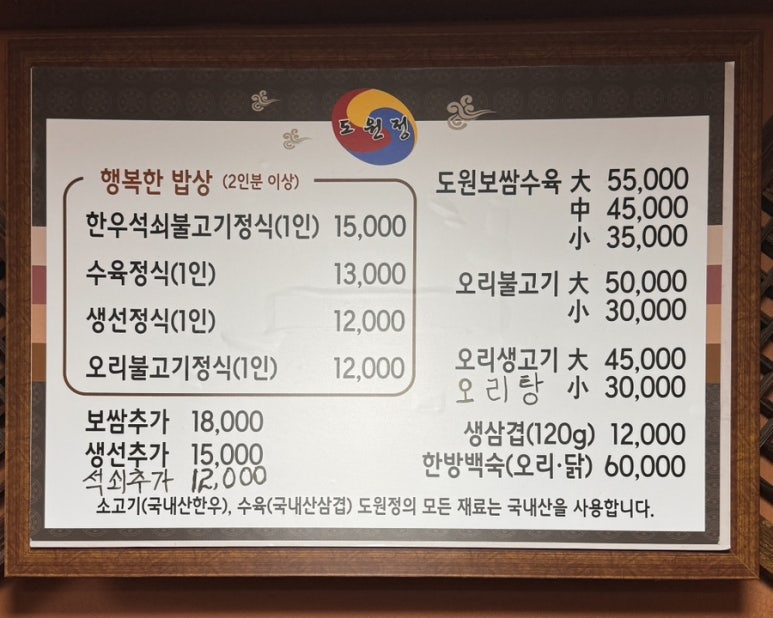 도원정
행복한 밥상 (2인분 이상)
한우석쇠불고기정식(1인) 15,000
수육정식(1인) 13,000
생선정식(1인) 12,000
오리불고기정식(1인) 12,000
보쌈추가 18,000
생선추가 15,000
석쇠추가 12,000
도원보쌈수육 大 55,000
中 45,000
小 35,000
오리불고기 大 50,000
小 30,000
오리생고기 大 45,000
오리탕 小 30,000
생삼겹(120g) 12,000
한방백숙(오리·닭) 60,000
소고기(국내산한우), 수육(국내산삼겹) 도원정의 모든 재료는 국내산을 사용합니다.